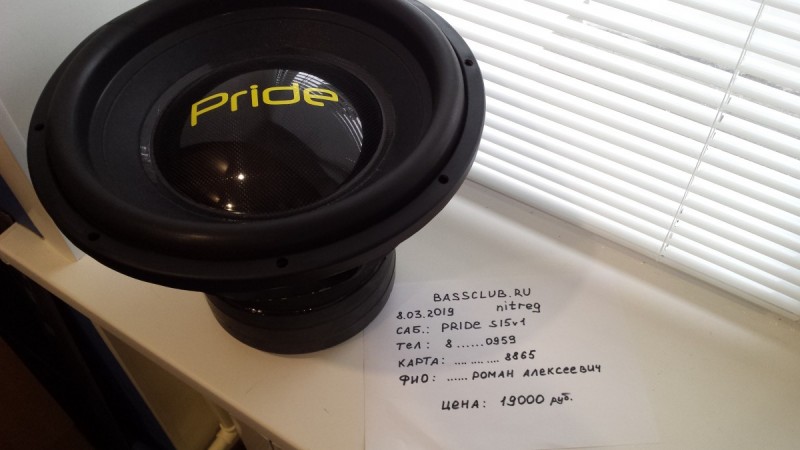 Pride
BASSCLUB.RU
8.03.2019 nitreg
САБ.: PRIDE S15v1
ТЕЛ: 8......0959
КАРТА: .... .... .... 8865
ФИО: ...... РОМАН АЛЕКСЕЕВИЧ
ЦЕНА: 19000 руб.